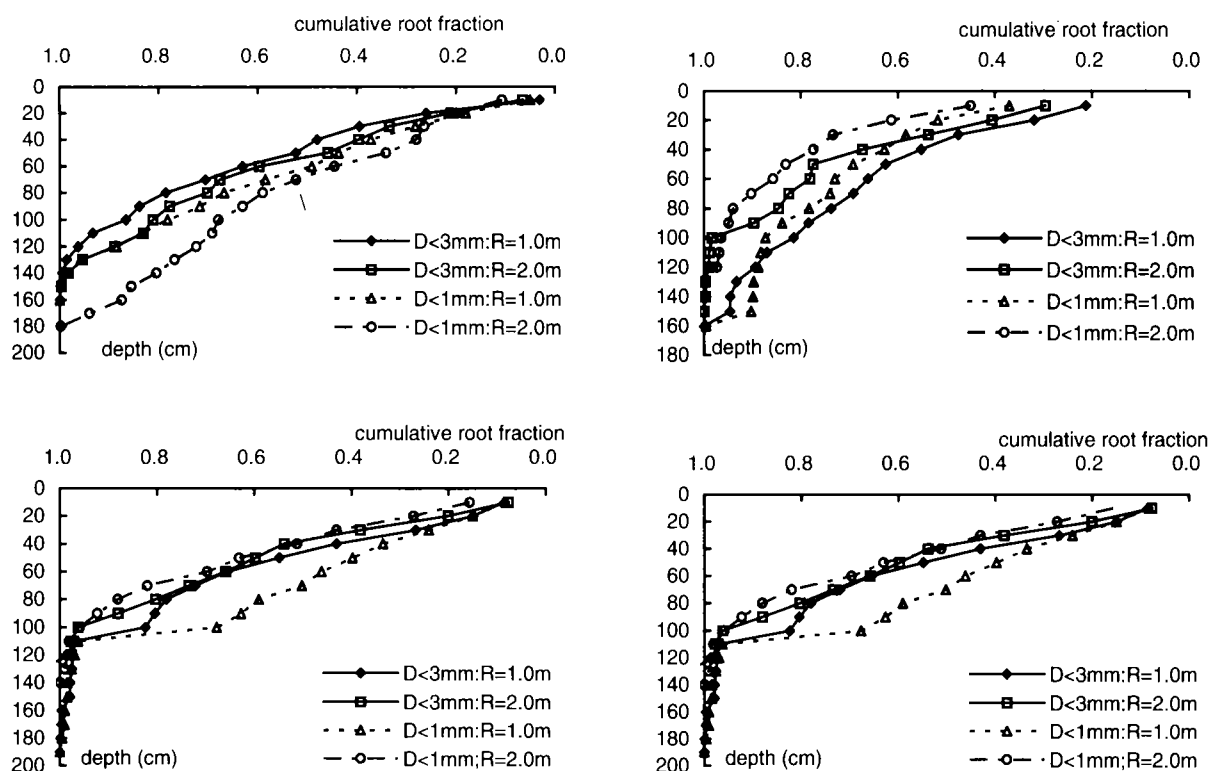 cumulative root fraction
1.0 0.8 0.6 0.4 0.2 0.0
0
20
40
60
80
100
120
140
160
180
200
D<3mm:R=1.0m
D<3mm:R=2.0m
D<1mm:R=1.0m
D<1mm:R=2.0m
depth (cm)
cumulative root fraction
1.0 0.8 0.6 0.4 0.2 0.0
0
20
40
60
80
100
120
140
160
180
D<3mm:R=1.0m
D<3mm:R=2.0m
D<1mm:R=1.0m
D<1mm:R=2.0m
depth (cm)
cumulative root fraction
1.0 0.8 0.6 0.4 0.2 0.0
0
20
40
60
80
100
120
140
160
180
200
D<3mm:R=1.0m
D<3mm:R=2.0m
D<1mm:R=1.0m
D<1mm;R=2.0m
depth (cm)
cumulative root fraction
1.0 0.8 0.6 0.4 0.2 0.0
0
20
40
60
80
100
120
140
160
180
200
D<3mm:R=1.0m
D<3mm:R=2.0m
D<1mm:R=1.0m
D<1mm;R=2.0m
depth (cm)